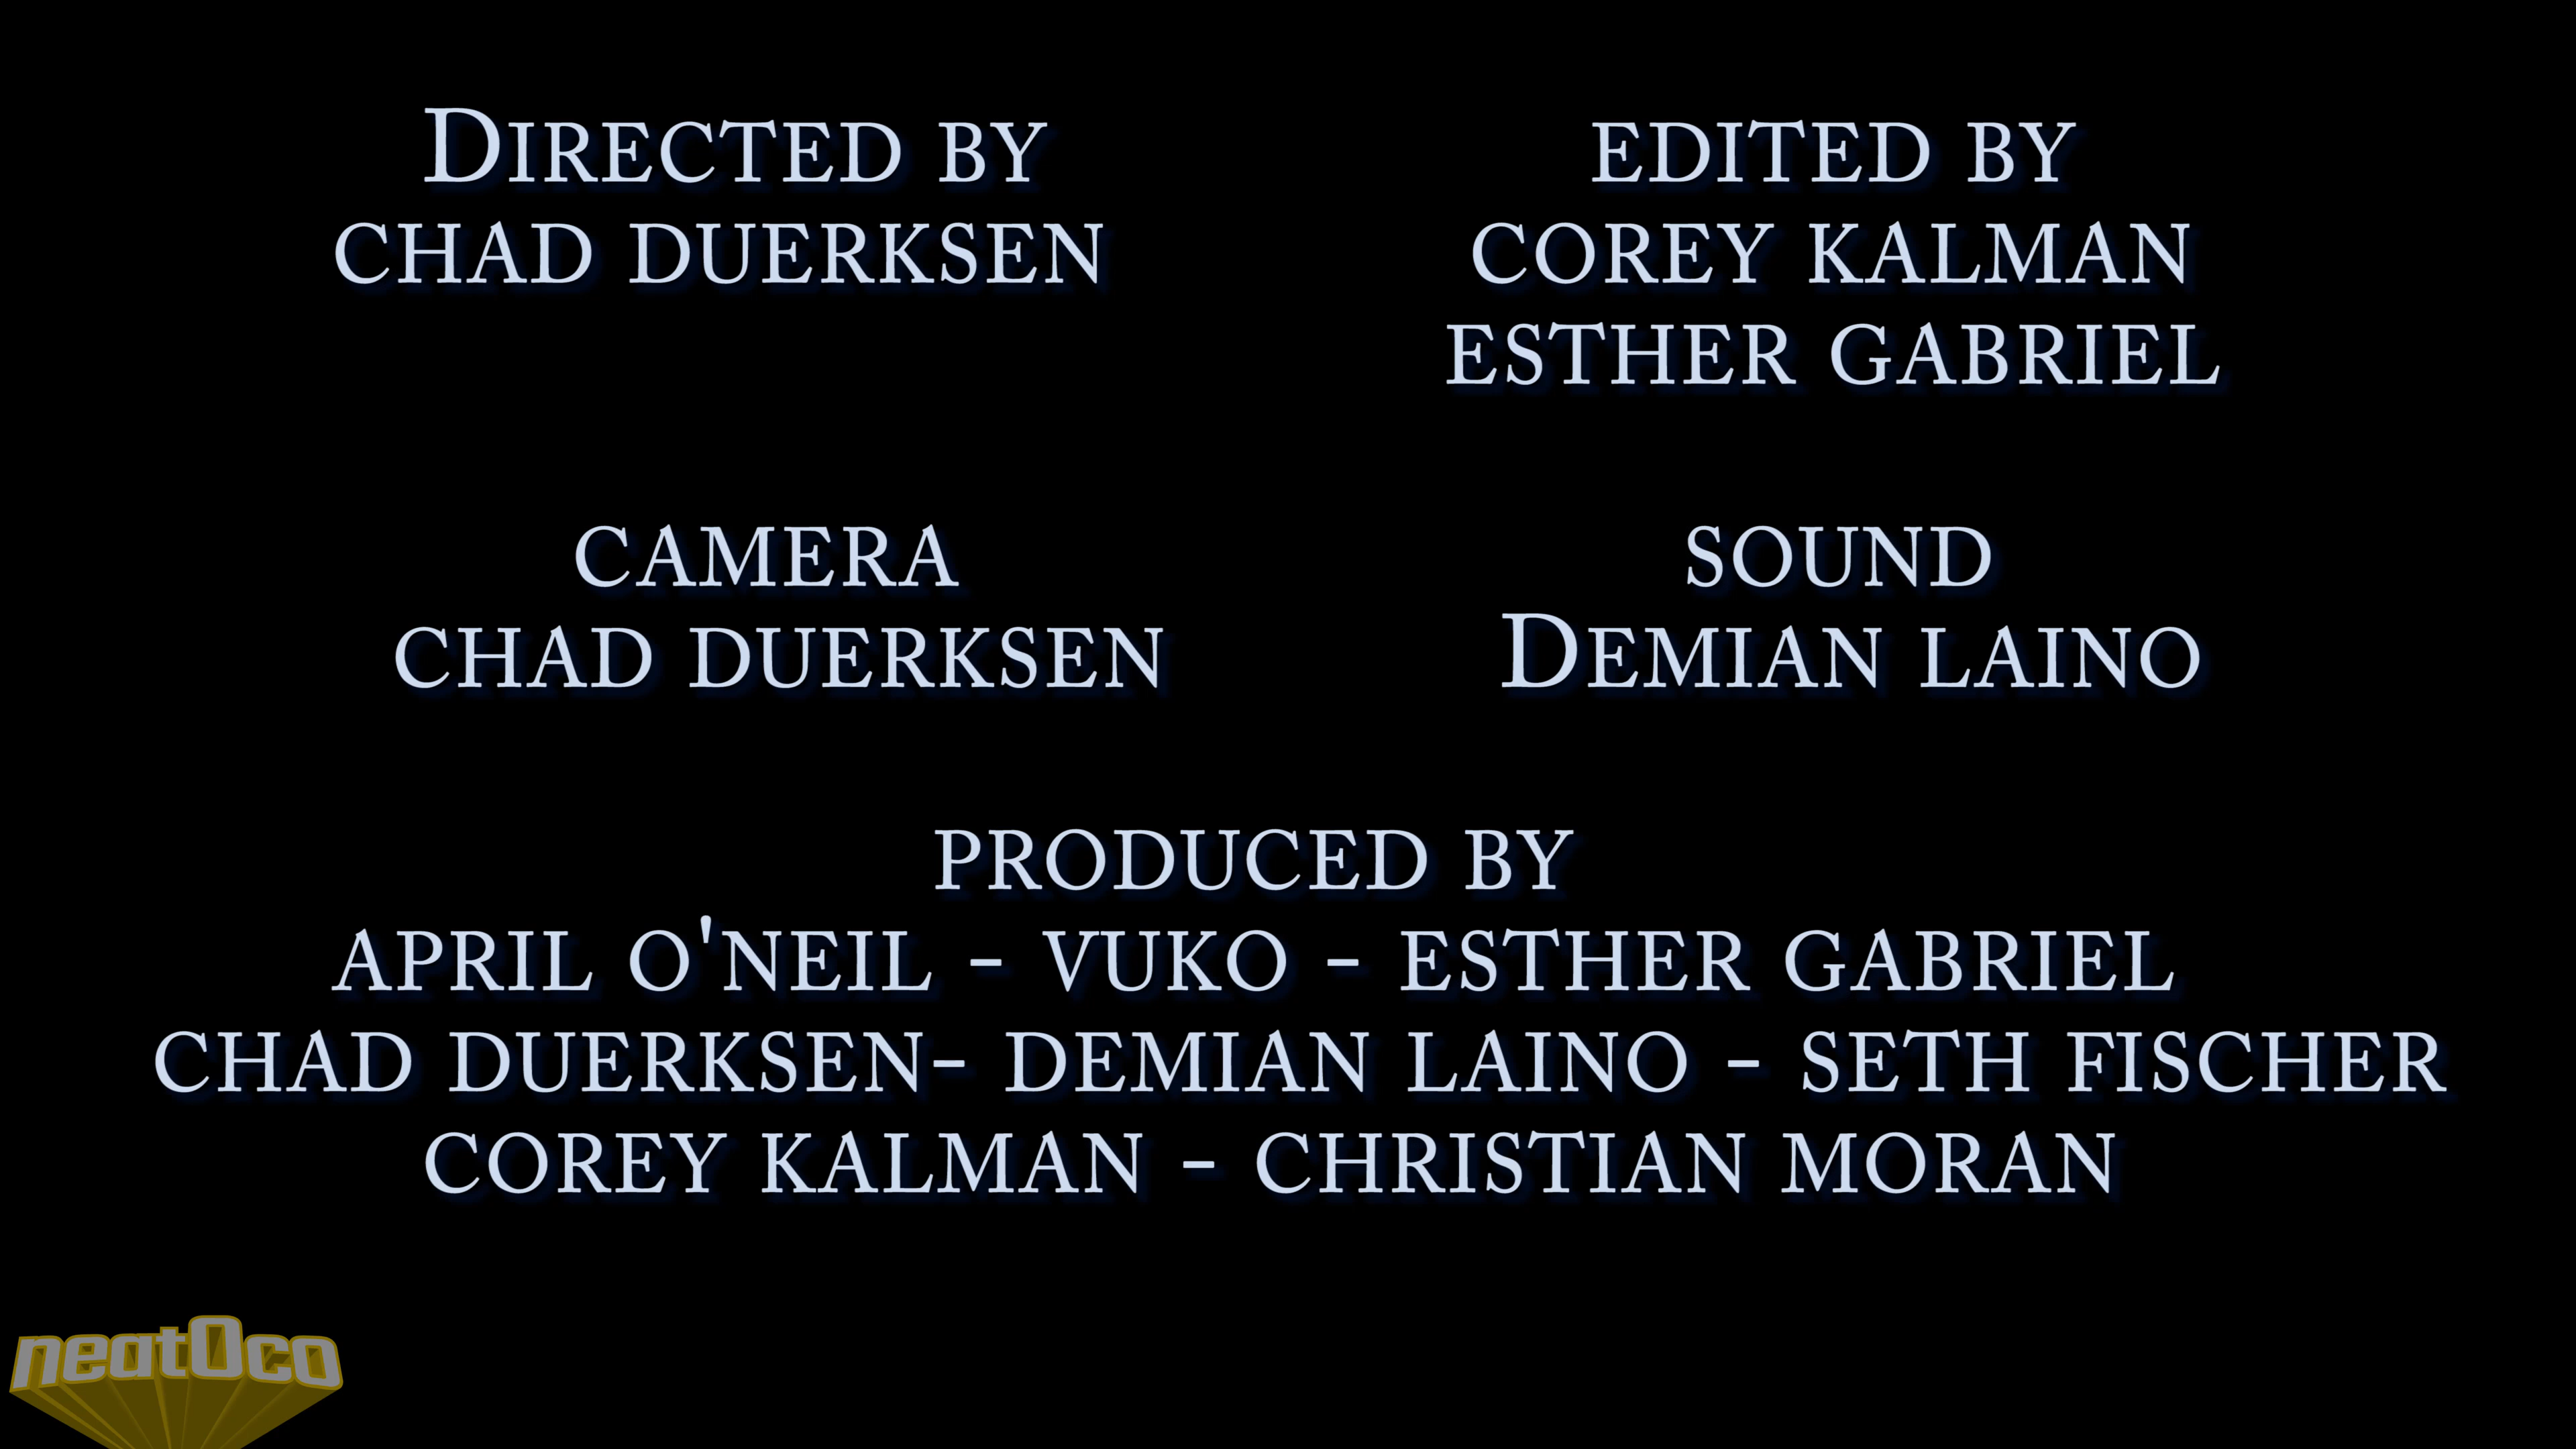 Directed by
chad duerksen
edited by
corey kalman
esther gabriel
camera
chad duerksen
sound
Demian laino
produced by
april o'neil - vuko - esther gabriel
chad duerksen- demian laino - seth fischer
corey kalman - christian moran
neatOco